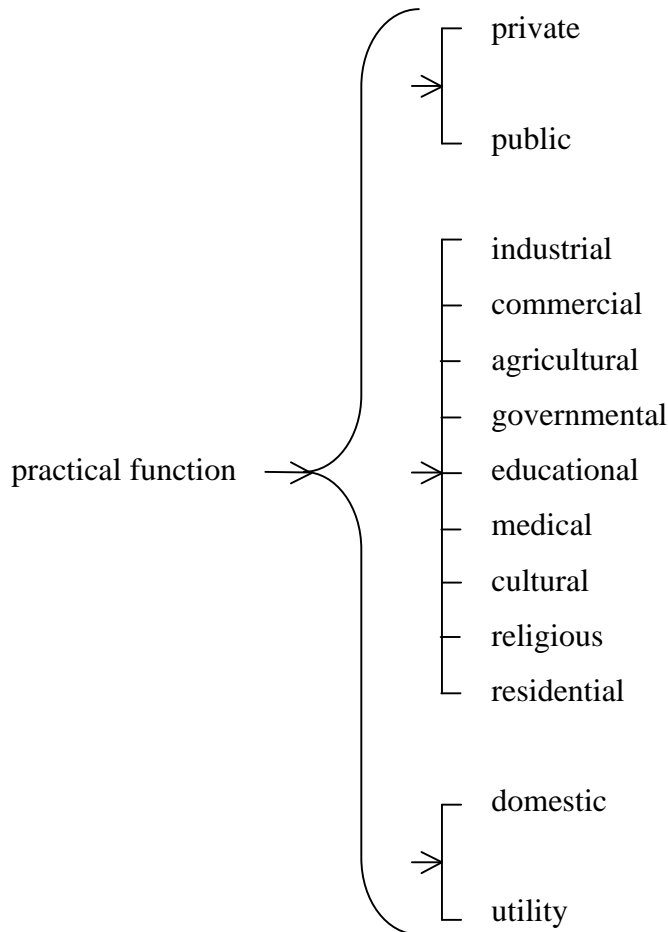 private
public
industrial
commercial
agricultural
governmental
practical function
educational
medical
cultural
religious
residential
domestic
utility